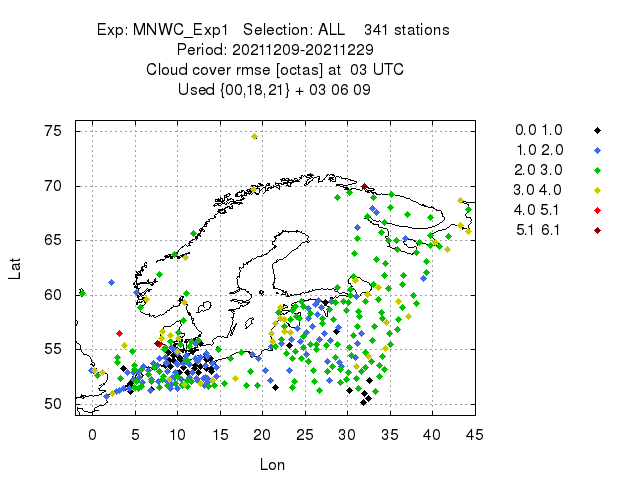 Exp: MNWC_Exp1 Selection: ALL 341 stations
Period: 20211209-20211229
Cloud cover rmse [octas] at 03 UTC
Used {00,18,21} + 03 06 09
75
70
65
60
55
50
Lat
0 5 10 15 20 25 30 35 40 45
Lon
0.0 1.0
1.0 2.0
2.0 3.0
3.0 4.0
4.0 5.1
5.1 6.1